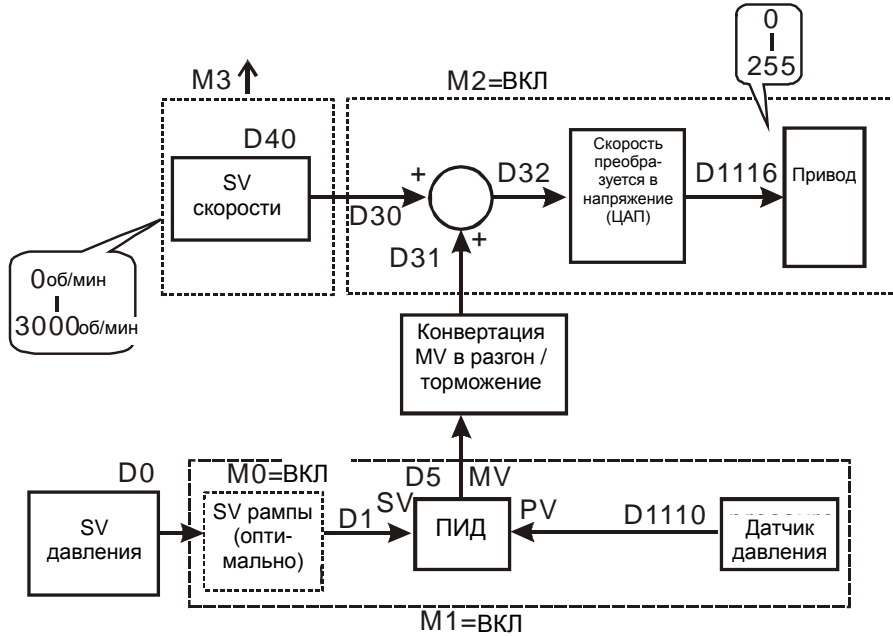 0
255
M3
M2=ВКЛ
D40
SV
скорости
D30
+
D32
Скорость
преобра-
зуется в
напряжение
(ЦАП)
D1116
Привод
+
D31
0об/мин
3000об/мин
Конвертация
MV в разгон /
торможение
D0
M0=ВКЛ
D5
MV
SV
давления
SV рампы
(опти-
мально)
D1
SV
ПИД
PV
D1110
Датчик
давления
M1=ВКЛ